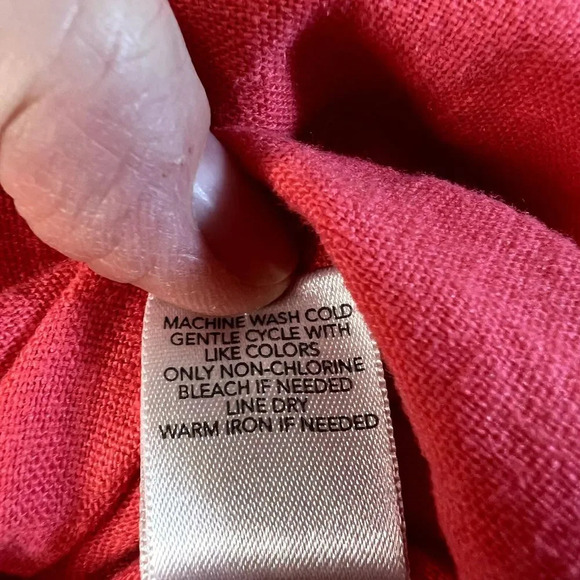 MACHINE WASH COLD
GENTLE CYCLE WITH
LIKE COLORS
ONLY NON-CHLORINE
BLEACH IF NEEDED
LINE DRY
WARM IRON IF NEEDED